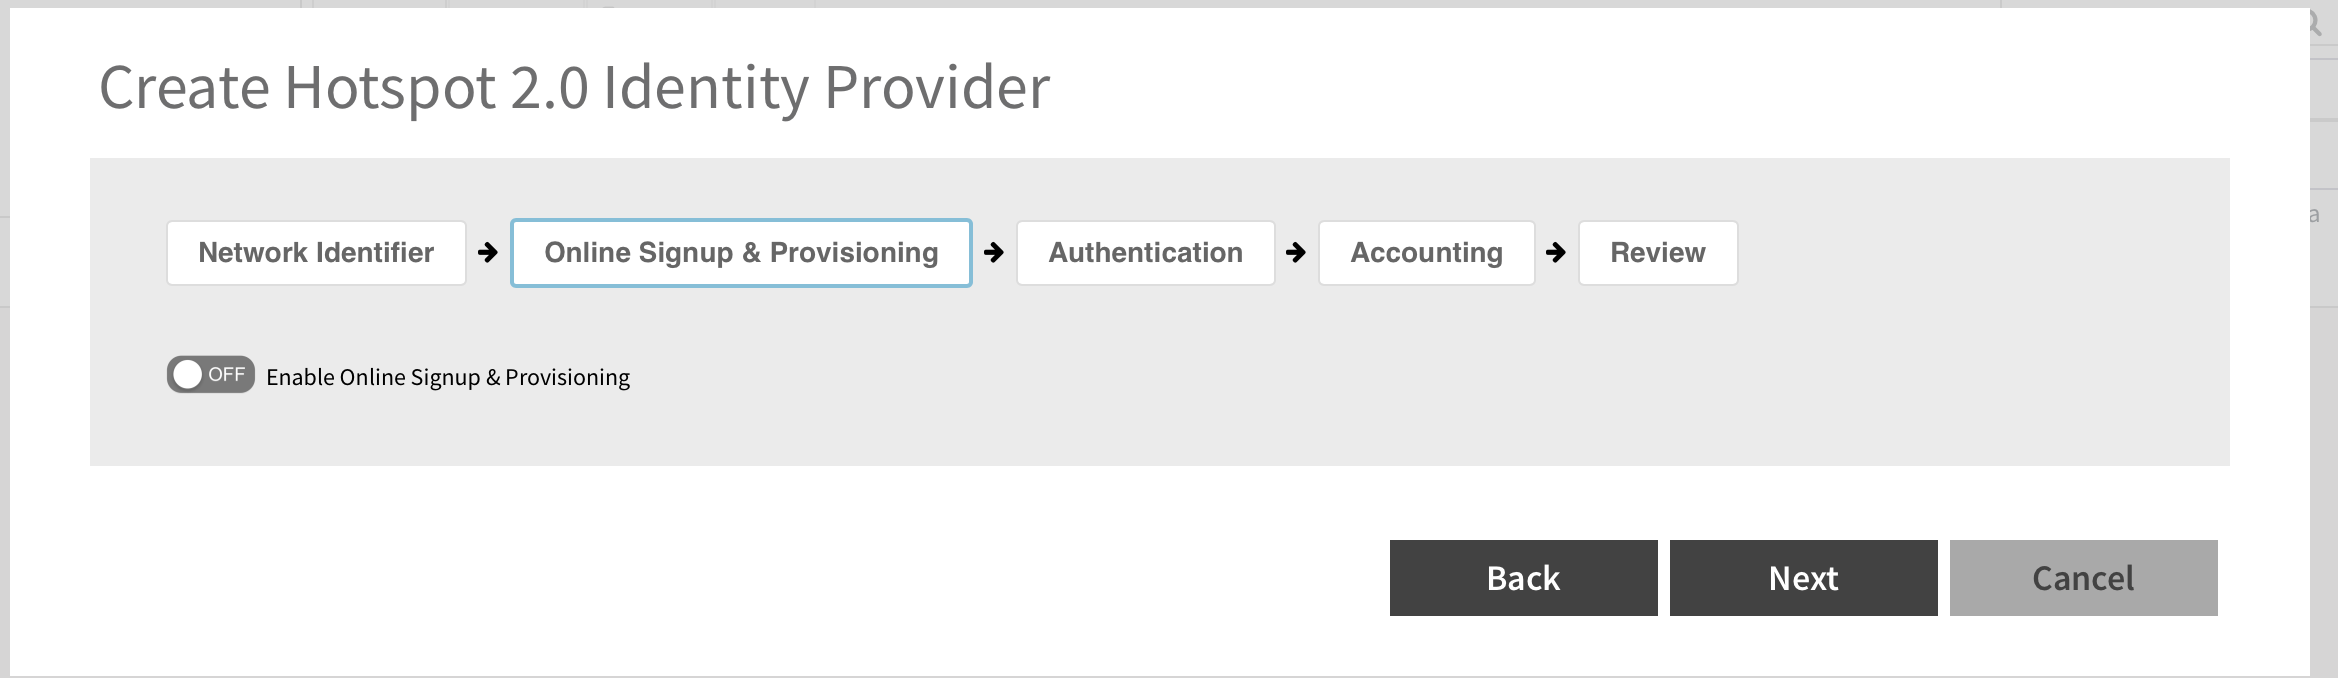 Create Hotspot 2.0 Identity Provider
Network Identifier
Online Signup & Provisioning
Authentication
Accounting
Review
OFF
Enable Online Signup & Provisioning
Back
Next
Cancel
a